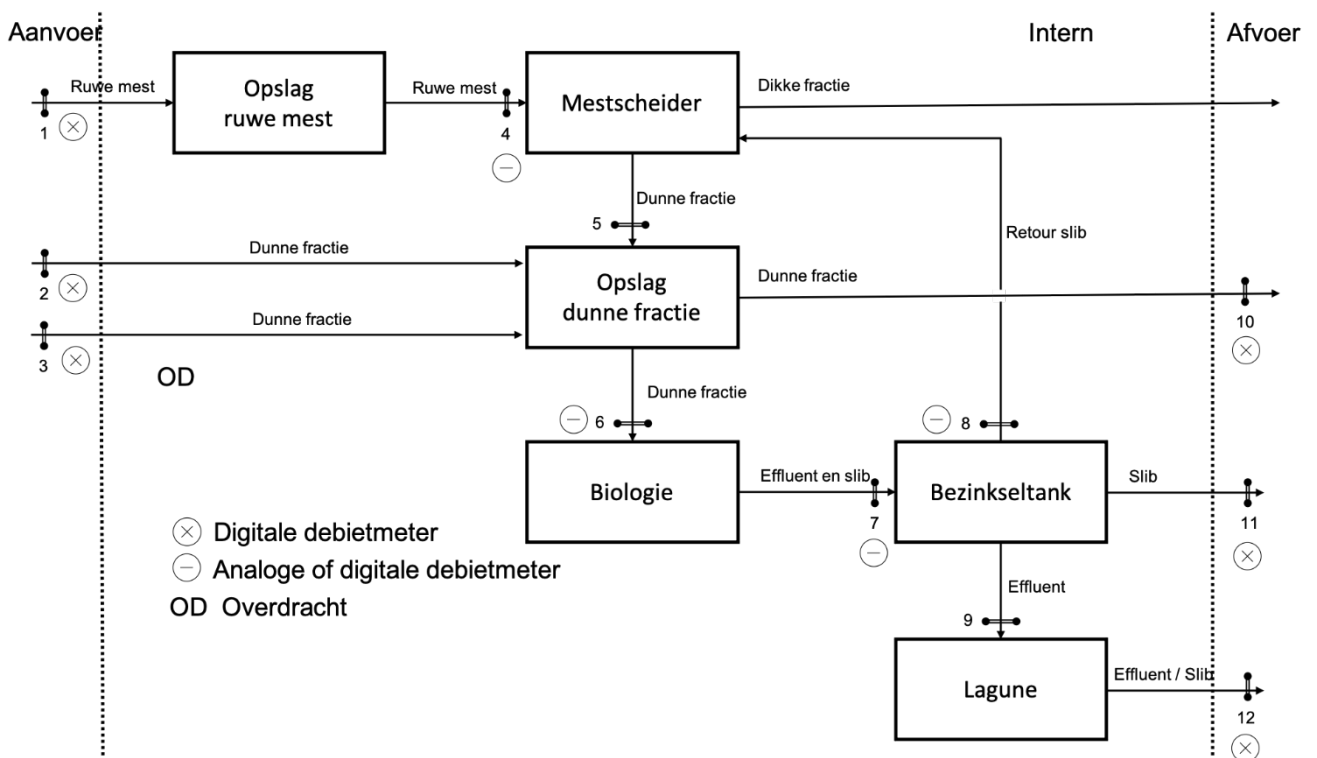 Aanvoer
Intern
Afvoer
Ruwe mest
1
Opslag
ruwe mest
Ruwe mest
4
Mestscheider
Dikke fractie
Dunne fractie
5
Retour slib
Dunne fractie
2
Opslag
dunne fractie
Dunne fractie
10
Dunne fractie
3
OD
Dunne fractie
6
8
Biologie
Effluent en slib
7
Bezinkseltank
Slib
11
Digitale debietmeter
Analoge of digitale debietmeter
OD Overdracht
Effluent
9
Lagune
Effluent / Slib
12